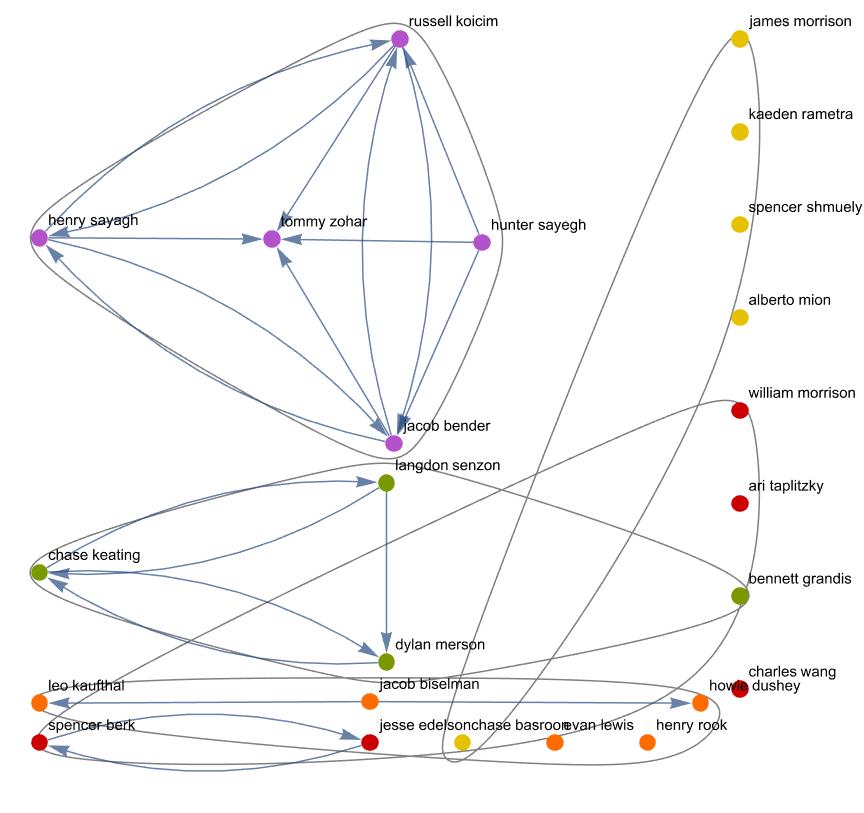 russell koicim
james morrison
kaeden rametra
spencer shmuely
henry sayagh
tommy zohar
hunter sayegh
alberto mion
william morrison
jacob bender
langdon senzon
ari taplitzky
chase keating
bennett grandis
dylan merson
charles wang
leo kaufthal
jacob biselman
howie dushey
spencer berk
jesse edelson
chase basroon
evan lewis
henry rook